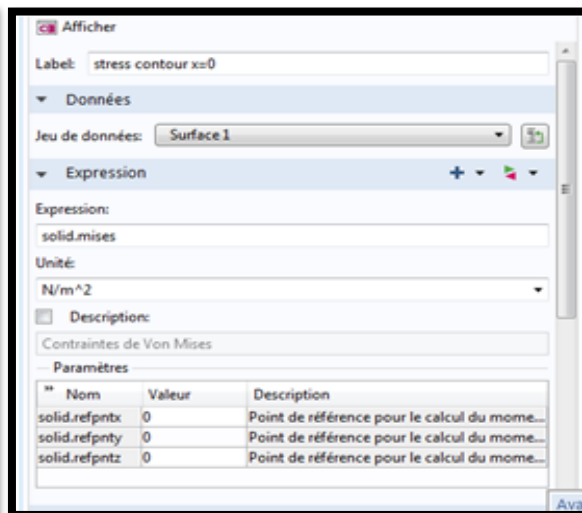 Afficher
Label: stress contour x=0
Données
Jeu de données: Surface 1
Expression
Expression:
solid.mises
Unité:
N/m^2
Description:
Contraintes de Von Mises
Paramètres
" Nom Valeur Description
solid.refpntx 0 Point de référence pour le calcul du mome...
solid.refpnty 0 Point de référence pour le calcul du mome...
solid.refpntz 0 Point de référence pour le calcul du mome...
Ava